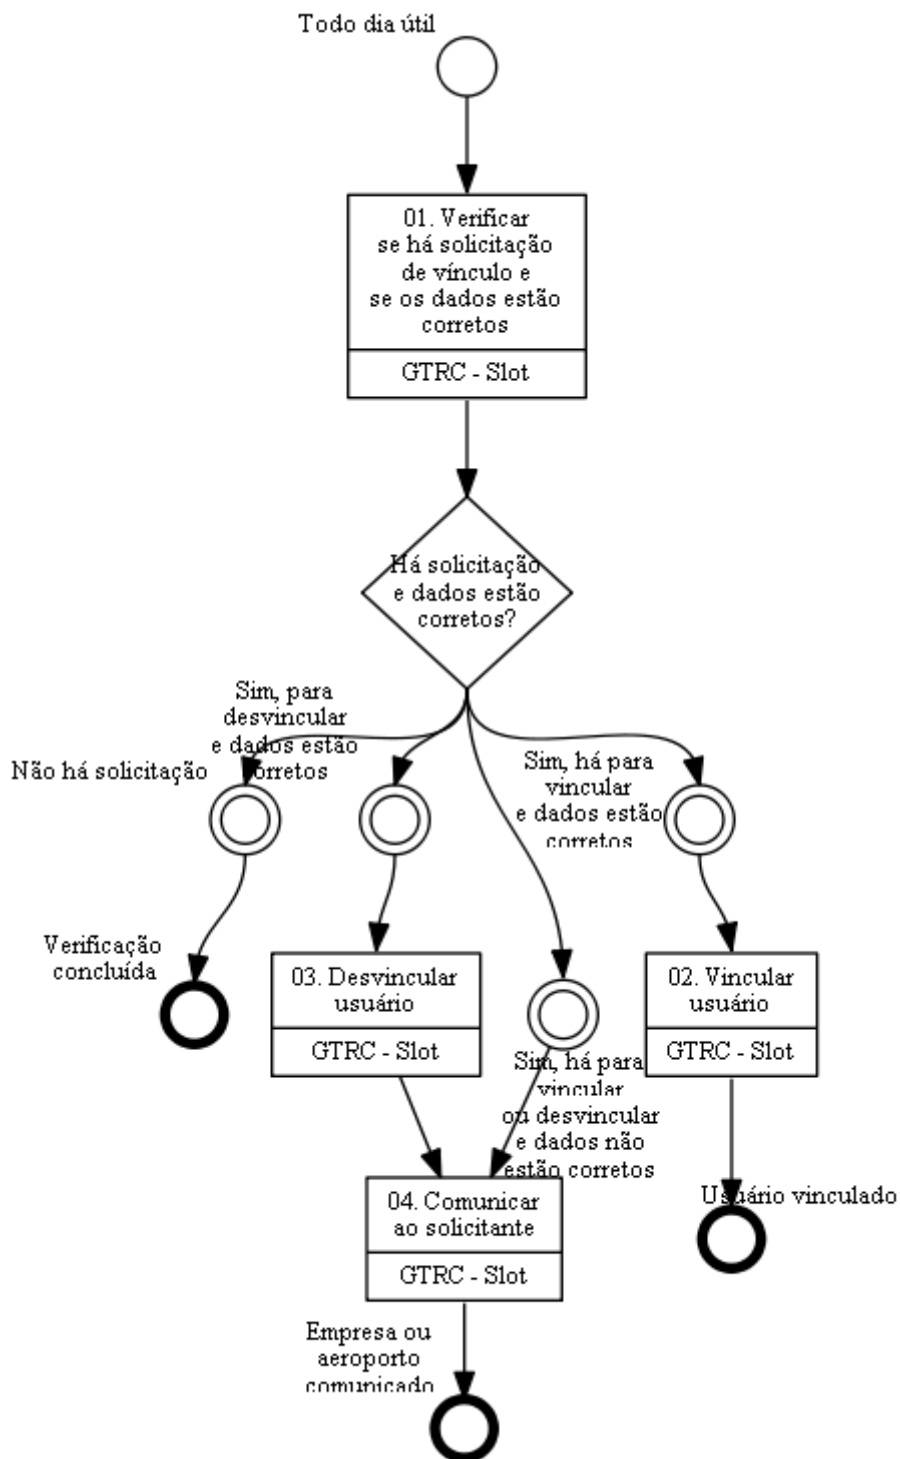 Todo dia útil
01. Verificar
se há solicitação
de vínculo e
se os dados estão
corretos
GTRC - Slot
Há solicitação
e dados estão
corretos?
Sim, para
desvincular
e dados estão
corretos
Não há solicitação
Sim, há para
vincular
e dados estão
corretos
Verificação
concluída
03. Desvincular
usuário
GTRC - Slot
02. Vincular
usuário
GTRC - Slot
Sim, há para
vincular
ou desvincular
e dados não
estão corretos
04. Comunicar
ao solicitante
GTRC - Slot
Usuário vinculado
Empresa ou
aeroporto
comunicado